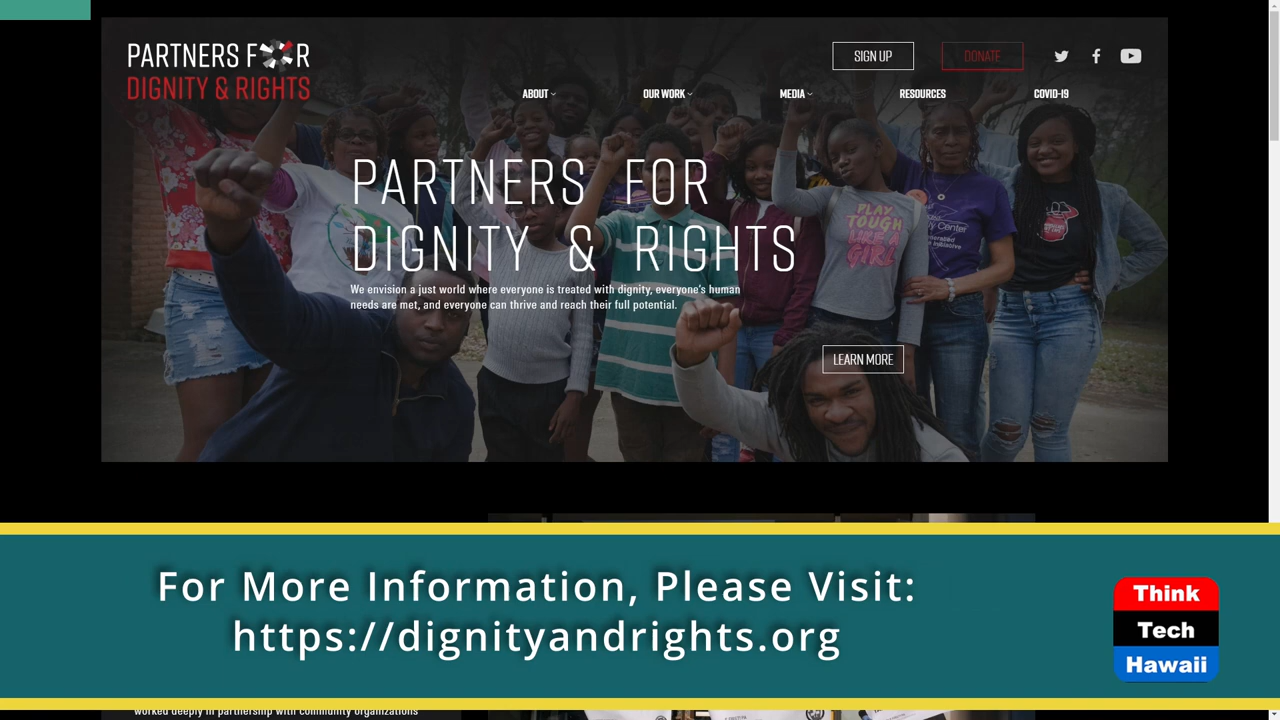 PARTNERS FOR
DIGNITY & RIGHTS
SIGN UP
DONATE
ABOUT
OUR WORK
MEDIA
RESOURCES
COVID-19
PARTNERS FOR
DIGNITY & RIGHTS
We envision a just world where everyone is treated with dignity, everyone's human
needs are met, and everyone can thrive and reach their full potential.
PLAY
TOUGH
LIKE A
GIRL
LEARN MORE
For More Information, Please Visit:
https://dignityandrights.org
Think
Tech
Hawaii
worked deeply in partnership with community organizations